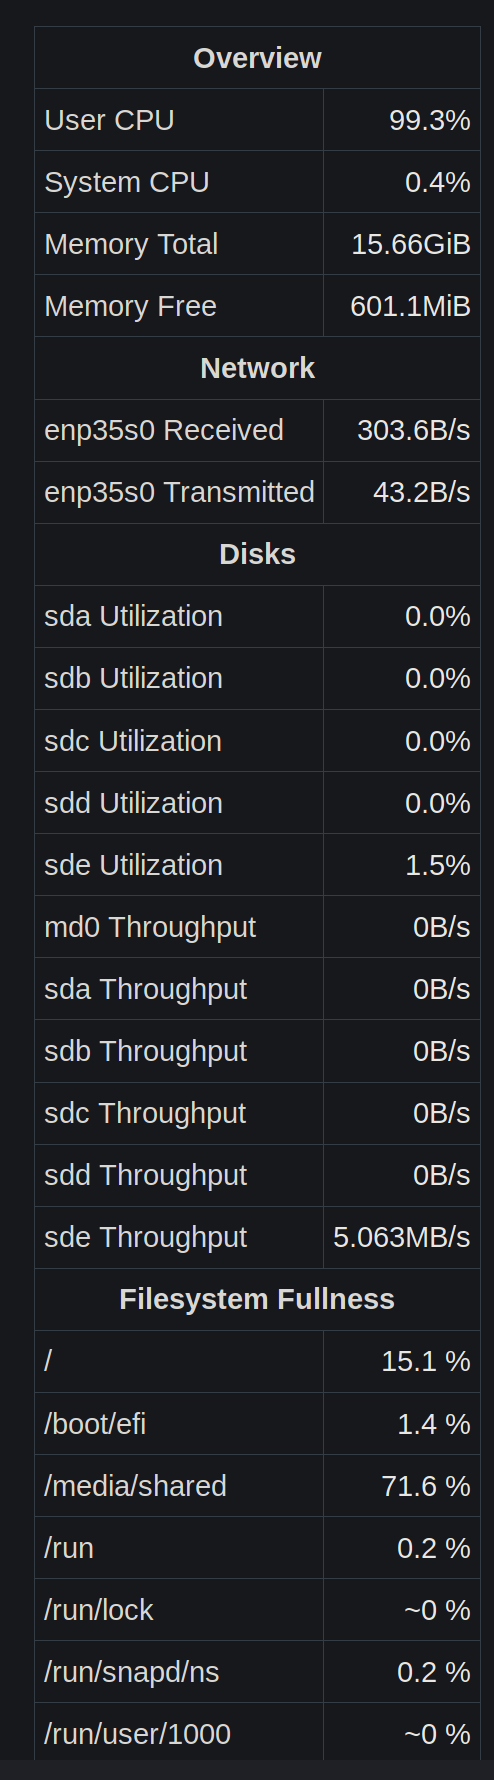 Overview
User CPU 99.3%
System CPU 0.4%
Memory Total 15.66GiB
Memory Free 601.1MiB
Network
enp35s0 Received 303.6B/s
enp35s0 Transmitted 43.2B/s
Disks
sda Utilization 0.0%
sdb Utilization 0.0%
sdc Utilization 0.0%
sdd Utilization 0.0%
sde Utilization 1.5%
md0 Throughput 0B/s
sda Throughput 0B/s
sdb Throughput 0B/s
sdc Throughput 0B/s
sdd Throughput 0B/s
sde Throughput 5.063MB/s
Filesystem Fullness
/ 15.1 %
/boot/efi 1.4 %
/media/shared 71.6 %
/run 0.2 %
/run/lock ~0 %
/run/snapd/ns 0.2 %
/run/user/1000 ~0 %